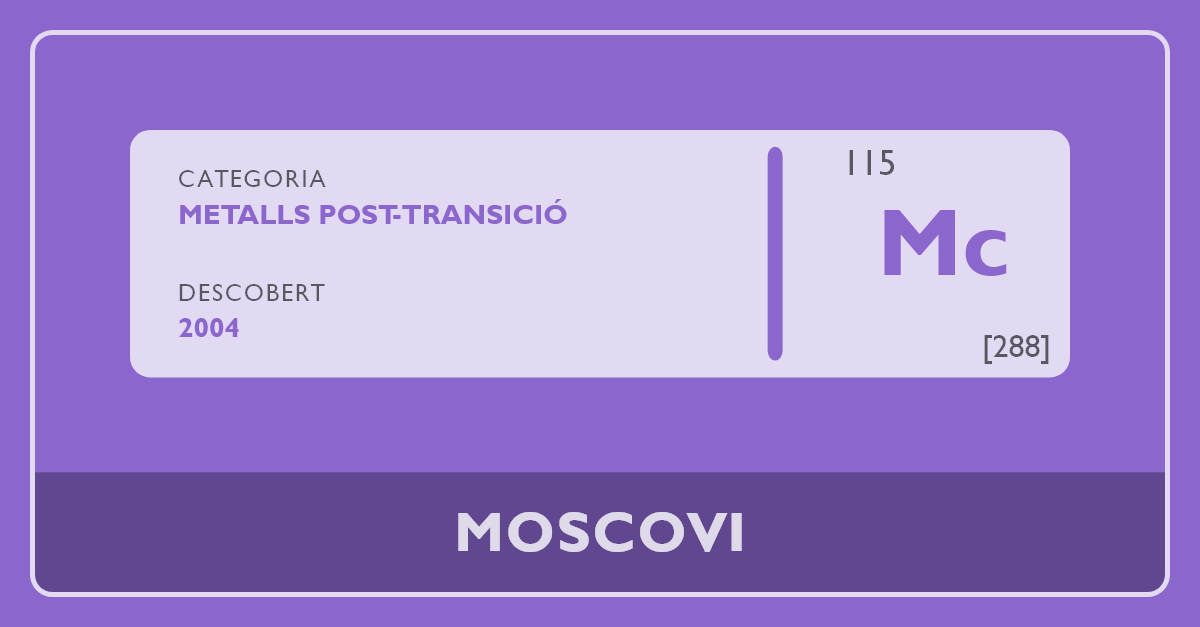 CATEGORIA
METALLS POST-TRANSICIÓ
DESCOBERT
2004
115
Mc
[288]
MOSCOVI